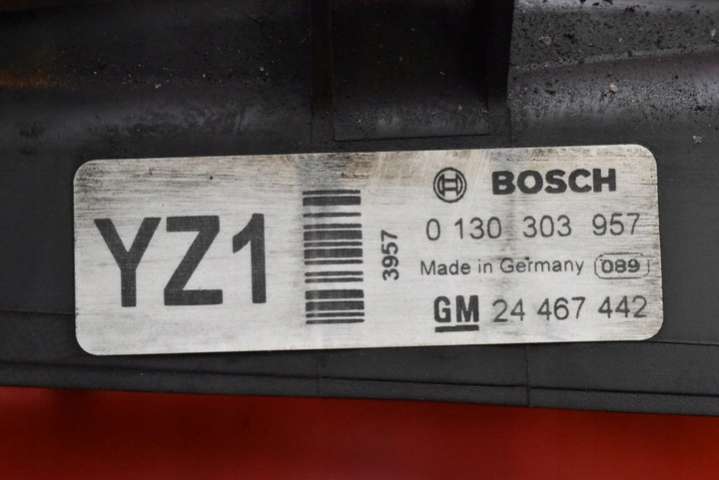 YZ1
3957
BOSCH
0 130 303 957
Made in Germany 089
GM 24 467 442